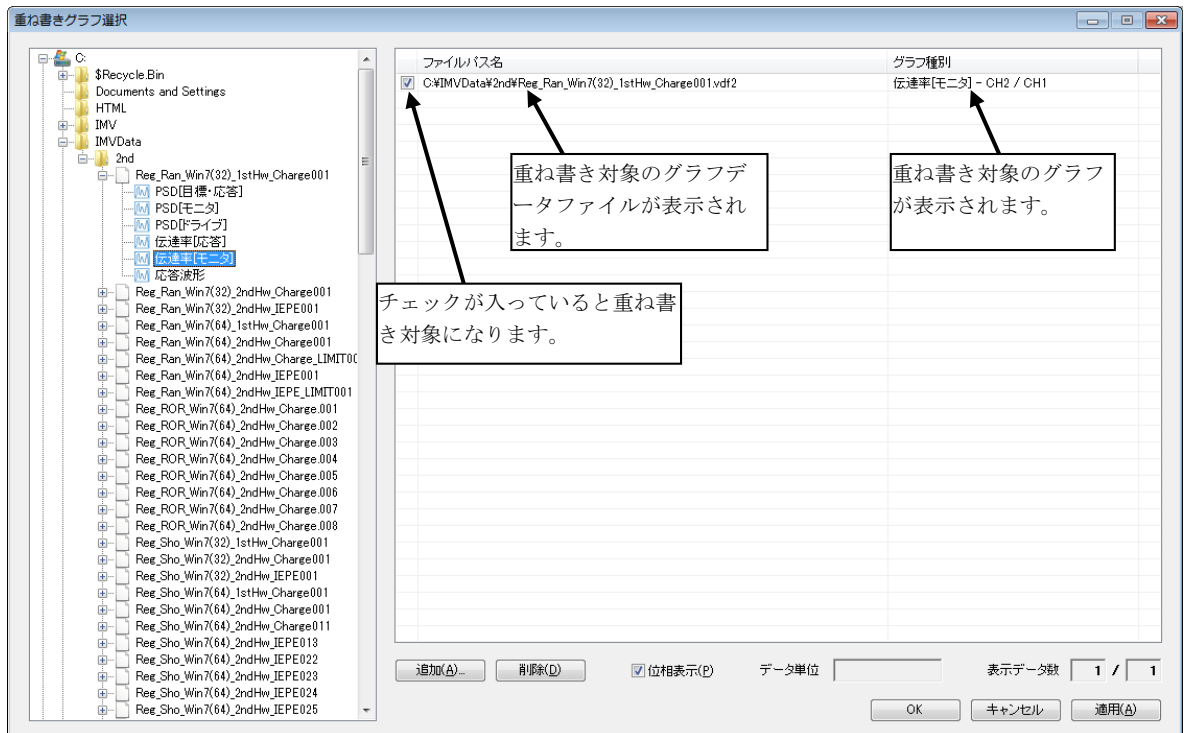 重ね書きグラフ選択
C:
$Recycle.Bin
Documents and Settings
HTML
IMV
IMVData
2nd
Reg_Ran_Win7(32)_1stHw_Charge001
PSD[目標・応答]
PSD[モニタ]
PSD[ドライブ]
伝達率[応答]
伝達率[モニタ]
応答波形
Reg_Ran_Win7(32)_2ndHw_Charge001
Reg_Ran_Win7(32)_2ndHw_IEPE001
Reg_Ran_Win7(64)_1stHw_Charge001
Reg_Ran_Win7(64)_2ndHw_Charge001
Reg_Ran_Win7(64)_2ndHw_Charge_LIMIT00
Reg_Ran_Win7(64)_2ndHw_IEPE001
Reg_Ran_Win7(64)_2ndHw_IEPE_LIMIT001
Reg_ROR_Win7(64)_2ndHw_Charge.001
Reg_ROR_Win7(64)_2ndHw_Charge.002
Reg_ROR_Win7(64)_2ndHw_Charge.003
Reg_ROR_Win7(64)_2ndHw_Charge.004
Reg_ROR_Win7(64)_2ndHw_Charge.005
Reg_ROR_Win7(64)_2ndHw_Charge.006
Reg_ROR_Win7(64)_2ndHw_Charge.007
Reg_ROR_Win7(64)_2ndHw_Charge.008
Reg_Sho_Win7(32)_1stHw_Charge001
Reg_Sho_Win7(32)_2ndHw_Charge001
Reg_Sho_Win7(32)_2ndHw_IEPE001
Reg_Sho_Win7(64)_1stHw_Charge001
Reg_Sho_Win7(64)_2ndHw_Charge001
Reg_Sho_Win7(64)_2ndHw_Charge011
Reg_Sho_Win7(64)_2ndHw_IEPE013
Reg_Sho_Win7(64)_2ndHw_IEPE022
Reg_Sho_Win7(64)_2ndHw_IEPE023
Reg_Sho_Win7(64)_2ndHw_IEPE024
Reg_Sho_Win7(64)_2ndHw_IEPE025
ファイルパス名 グラフ種別
C:¥IMVData¥2nd¥Reg_Ran_Win7(32)_1stHw_Charge001.vdf2 伝達率[モニタ] - CH2 / CH1
重ね書き対象のグラフデ
ータファイルが表示され
ます。
重ね書き対象のグラフ
が表示されます。
チェックが入っていると重ね書
き対象になります。
追加(A)... 削除(D) 位相表示(P) データ単位 表示データ数 1 / 1
OK キャンセル 適用(A)